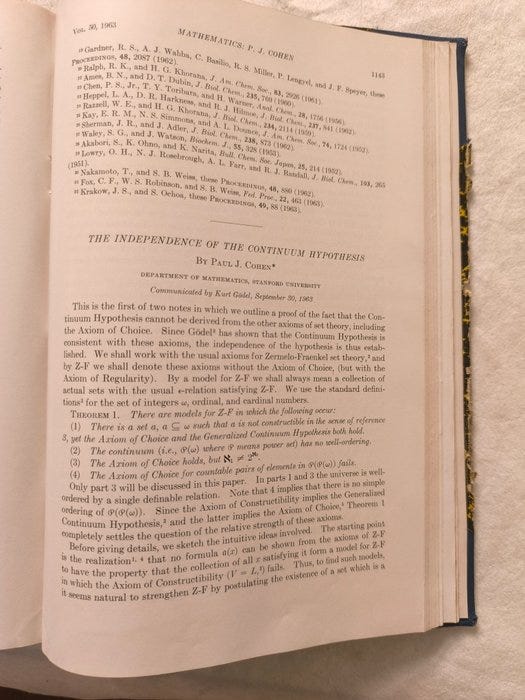 VOL. 50, 1963
MATHEMATICS: P. J. COHEN
1143
Gardner, R. S., A. J. Wahba, C. Basilio, R. S. Miller, P. Lengyel, and J. F. Speyer, these
PROCEEDINGS, 48, 2087 (1962).
Ralph, R. K., and H. G. Khorana, J. Am. Chem. Soc., 83, 2926 (1961).
Ames, B. N., and D. T. Dubin, J. Biol. Chem., 235, 769 (1960).
Chen, P. S., Jr., T. Y. Toribara, and H. Warner, Anal. Chem., 28, 1756 (1956).
Heppel, L. A., D. R. Harkness, and R. J. Hilmoe, J. Biol. Chem., 237, 841 (1962).
Razzell, W. E., and H. G. Khorana, J. Biol. Chem., 234, 2114 (1959).
Kay, E. R. M., N. S. Simmons, and A. L. Dounce, J. Am. Chem. Soc., 74, 1724 (1952).
Sherman, J. R., and J. Adler, J. Biol. Chem., 238, 873 (1962).
Waley, S. G., and J. Watson, Biochem. J., 55, 328 (1953).
Akabori, S., K. Ohno, and K. Narita, Bull. Chem. Soc. Japan, 25, 214 (1952).
Lowry, O. H., N. J. Rosebrough, A. L. Farr, and R. J. Randall, J. Biol. Chem., 193, 265
(1951).
Nakamoto, T., and S. B. Weiss, these PROCEEDINGS, 48, 880 (1962).
Fox, C. F., W. S. Robinson, and S. B. Weiss, Fed. Proc., 22, 463 (1963).
Krakow, J. S., and S. Ochoa, these PROCEEDINGS, 49, 88 (1963).
THE INDEPENDENCE OF THE CONTINUUM HYPOTHESIS
BY PAUL J. COHEN*
DEPARTMENT OF MATHEMATICS, STANFORD UNIVERSITY
Communicated by Kurt Gödel, September 30, 1963
This is the first of two notes in which we outline a proof of the fact that the Con-
tinuum Hypothesis cannot be derived from the other axioms of set theory, including
the Axiom of Choice. Since Gödel³ has shown that the Continuum Hypothesis is
consistent with these axioms, the independence of the hypothesis is thus estab-
lished. We shall work with the usual axioms for Zermelo-Fraenkel set theory,² and
by Z-F we shall denote these axioms without the Axiom of Choice, (but with the
Axiom of Regularity). By a model for Z-F we shall always mean a collection of
actual sets with the usual ϵ-relation satisfying Z-F. We use the standard defini-
tions³ for the set of integers ω, ordinal, and cardinal numbers.
THEOREM 1. There are models for Z-F in which the following occur:
(1) There is a set a, a ⊆ ω such that a is not constructible in the sense of reference
3, yet the Axiom of Choice and the Generalized Continuum Hypothesis both hold.
(2) The continuum (i.e., 𝒫(ω) where 𝒫 means power set) has no well-ordering.
(3) The Axiom of Choice holds, but ℵ₁ ≠ 2^ℵ₀.
(4) The Axiom of Choice for countable pairs of elements in 𝒫(𝒫(ω)) fails.
Only part 3 will be discussed in this paper. In parts 1 and 3 the universe is well-
ordered by a single definable relation. Note that 4 implies that there is no simple
ordering of 𝒫(𝒫(ω)). Since the Axiom of Constructibility implies the Generalized
Continuum Hypothesis,³ and the latter implies the Axiom of Choice,⁵ Theorem 1
completely settles the question of the relative strength of these axioms.
Before giving details, we sketch the intuitive ideas involved. The starting point
is the realization¹, ⁴ that no formula a(x) can be shown from the axioms of Z-F
to have the property that the collection of all x satisfying it form a model for Z-F
in which the Axiom of Constructibility (V = L,³) fails. Thus, to find such models,
it seems natural to strengthen Z-F by postulating the existence of a set which is a